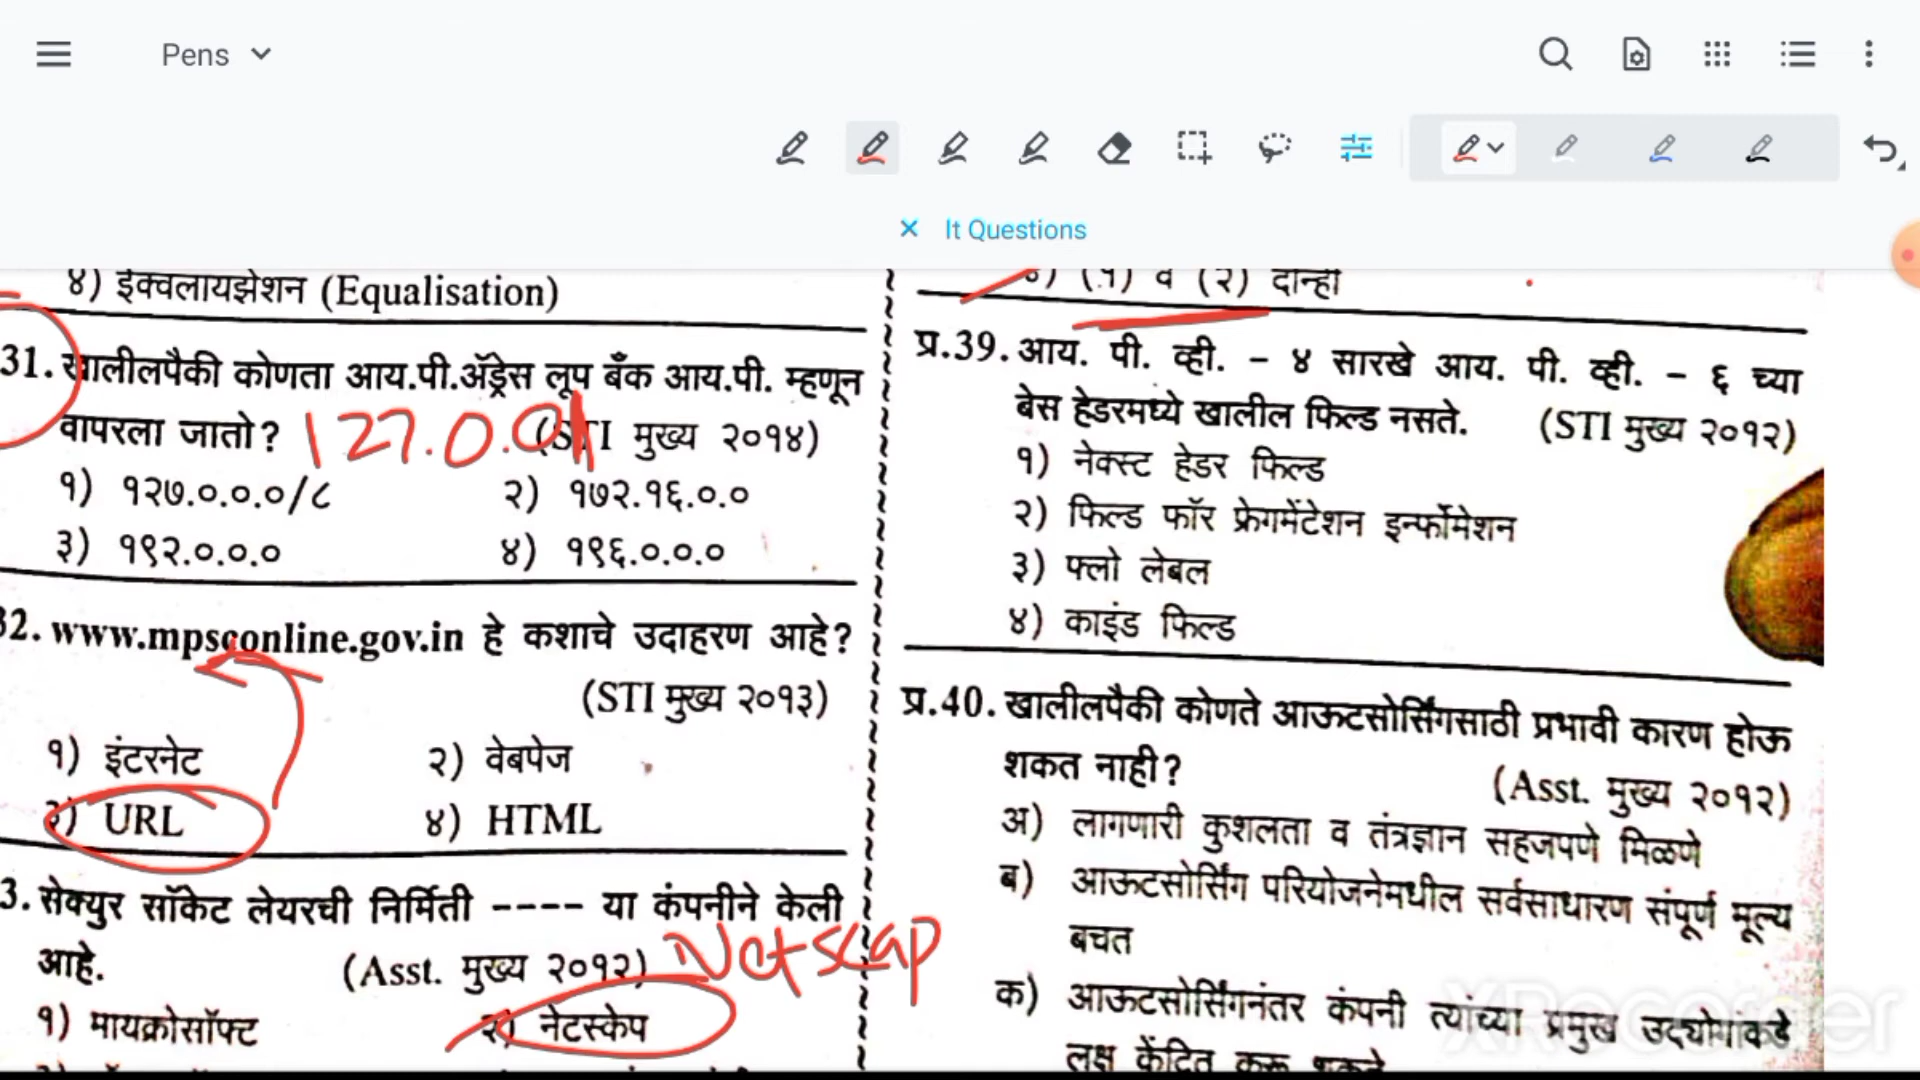 Pens
It Questions
४) ईक्वलायझेशन (Equalisation)
31. खालीलपैकी कोणता आय.पी.ॲड्रेस लूप बँक आय.पी. म्हणून
वापरला जातो? 127.0.01 (STI मुख्य २०१४)
१) १२७.०.०.०/८ २) १७२.१६.०.०
३) १९२.०.०.० ४) १९६.०.०.०
32. www.mpsconline.gov.in हे कशाचे उदाहरण आहे?
(STI मुख्य २०१३)
१) इंटरनेट २) वेबपेज
३) URL ४) HTML
3. सेक्युर सॉकेट लेयरची निर्मिती ---- या कंपनीने केली
आहे. (Asst. मुख्य २०१२) Netscap
१) मायक्रोसॉफ्ट २) नेटस्केप
४) (१) व (२) दोन्ही
प्र.39. आय. पी. व्ही. - ४ सारखे आय. पी. व्ही. - ६ च्या
बेस हेडरमध्ये खालील फिल्ड नसते. (STI मुख्य २०१२)
१) नेक्स्ट हेडर फिल्ड
२) फिल्ड फॉर फ्रेगमेंटेशन इन्फॉर्मेशन
३) फ्लो लेबल
४) काइंड फिल्ड
प्र.40. खालीलपैकी कोणते आऊटसोर्सिंगसाठी प्रभावी कारण होऊ
शकत नाही? (Asst. मुख्य २०१२)
अ) लागणारी कुशलता व तंत्रज्ञान सहजपणे मिळणे
ब) आऊटसोर्सिंग परियोजनेमधील सर्वसाधारण संपूर्ण मूल्य
बचत
क) आऊटसोर्सिंगनंतर कंपनी त्यांच्या प्रमुख उद्योगांकडे
लक्ष केंद्रित करू शकते
XRecorder